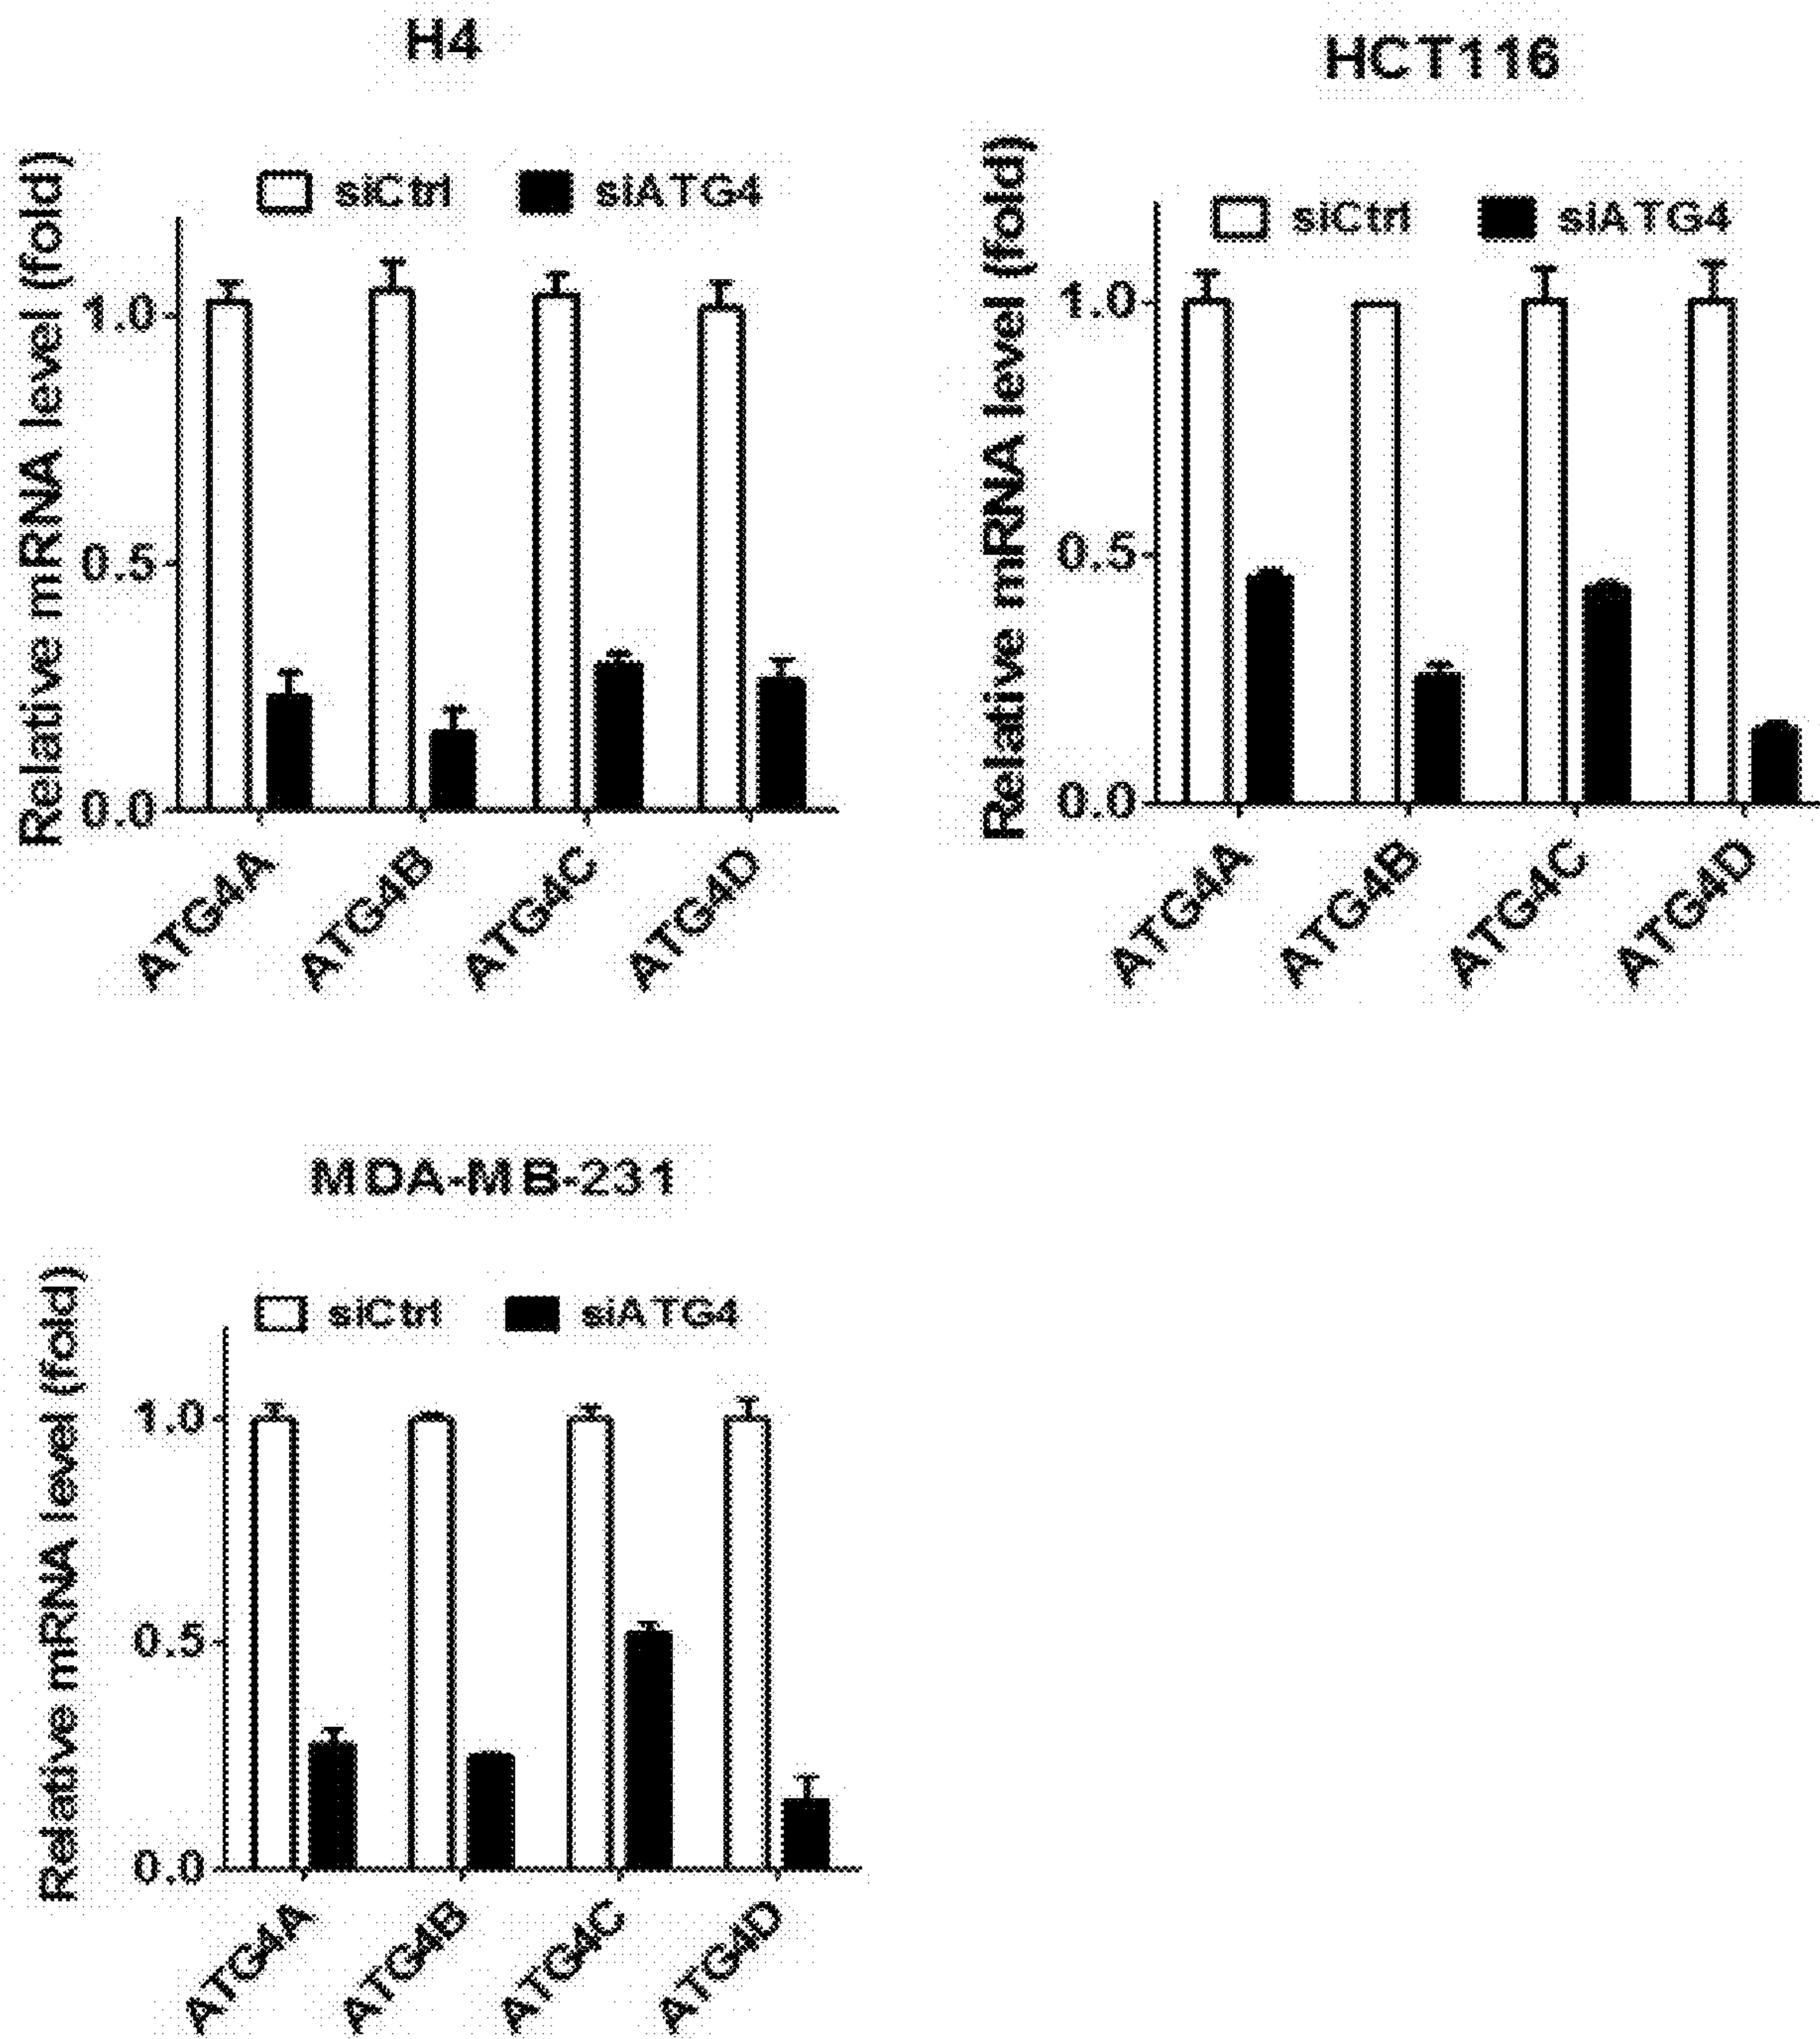 H4
Relative mRNA level (fold)
siCtrl siATG4
1.0
0.5
0.0
ATG4A ATG4B ATG4C ATG4D
HCT116
Relative mRNA level (fold)
siCtrl siATG4
1.0
0.5
0.0
ATG4A ATG4B ATG4C ATG4D
MDA-MB-231
Relative mRNA level (fold)
siCtrl siATG4
1.0
0.5
0.0
ATG4A ATG4B ATG4C ATG4D